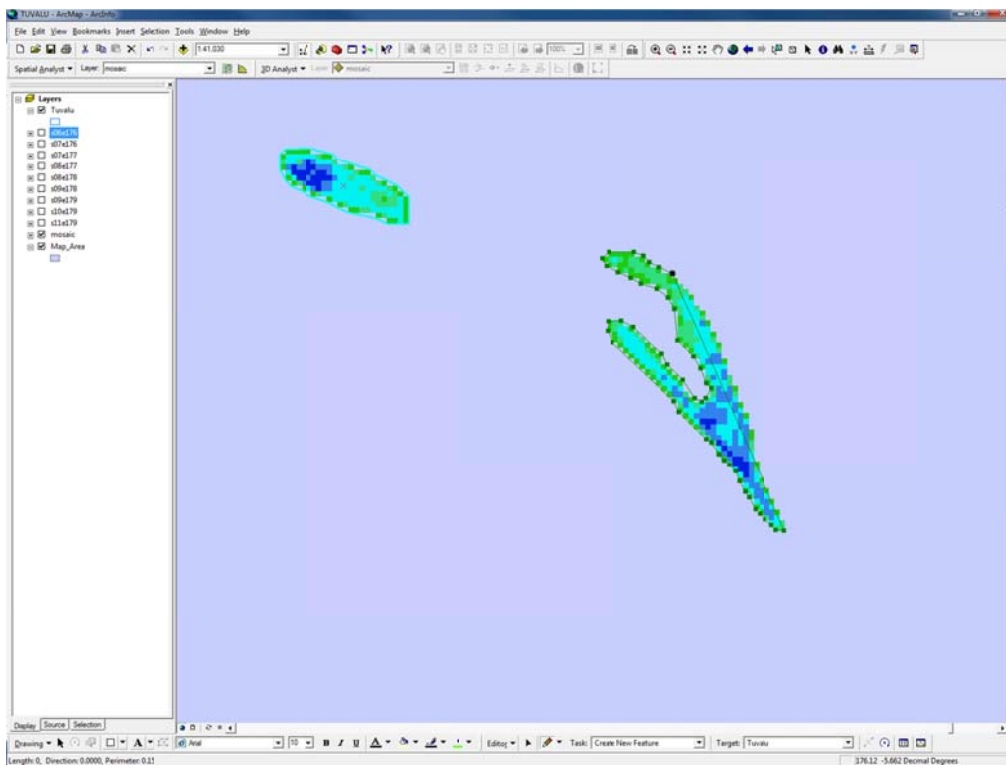 TUVALU - ArcMap - ArcInfo
File Edit View Bookmarks Insert Selection Tools Window Help
1:41,030
100%
Spatial Analyst Layer: mosaic
3D Analyst Layer: mosaic
Layers
Tuvalu
s06e176
s07e176
s07e177
s08e177
s08e178
s09e178
s09e179
s10e179
s11e179
mosaic
Map_Area
Display Source Selection
Drawing A Arial 10 B I U A Editor Task: Create New Feature Target: Tuvalu
Length: 0, Direction: 0.0000, Perimeter: 0.15 176.12 -5.662 Decimal Degrees